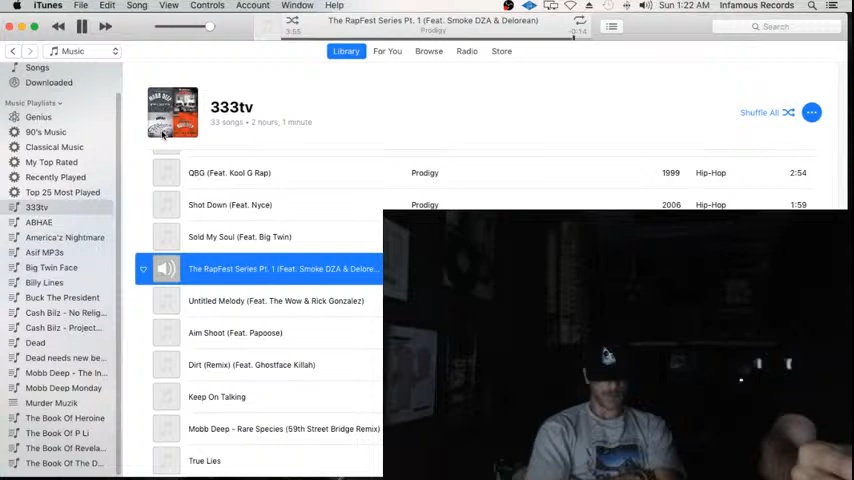 iTunes File Edit Song View Controls Account Window Help Sun 1:22 AM Infamous Records
The RapFest Series Pt. 1 (Feat. Smoke DZA & Delorean)
Prodigy
3:55 -0:14
Search
Music
Library For You Browse Radio Store
Songs
Downloaded
Music Playlists
Genius
90's Music
Classical Music
My Top Rated
Recently Played
Top 25 Most Played
333tv
ABHAE
America'z Nightmare
Asif MP3s
Big Twin Face
Billy Lines
Buck The President
Cash Bilz - No Relig...
Cash Bilz - Project...
Dead
Dead needs new be...
Mobb Deep - The In...
Mobb Deep Monday
Murder Muzik
The Book Of Heroine
The Book Of P Li
The Book Of Revela...
The Book Of The D...
333tv
33 songs • 2 hours, 1 minute
Shuffle All
QBG (Feat. Kool G Rap) Prodigy 1999 Hip-Hop 2:54
Shot Down (Feat. Nyce) Prodigy 2006 Hip-Hop 1:59
Sold My Soul (Feat. Big Twin)
The RapFest Series Pt. 1 (Feat. Smoke DZA & Delore...
Untitled Melody (Feat. The Wow & Rick Gonzalez)
Aim Shoot (Feat. Papoose)
Dirt (Remix) (Feat. Ghostface Killah)
Keep On Talking
Mobb Deep - Rare Species (59th Street Bridge Remix)
True Lies